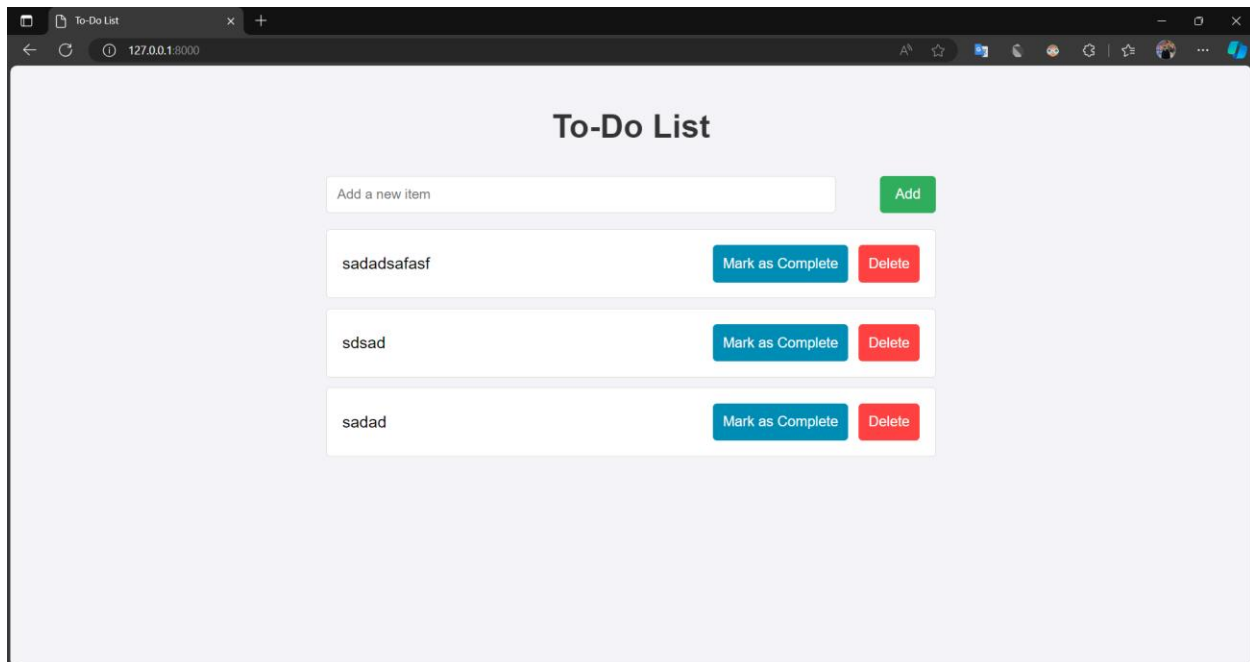 To-Do List
127.0.0.1:8000
To-Do List
Add a new item Add
sadadsafasf Mark as Complete Delete
sdsad Mark as Complete Delete
sadad Mark as Complete Delete